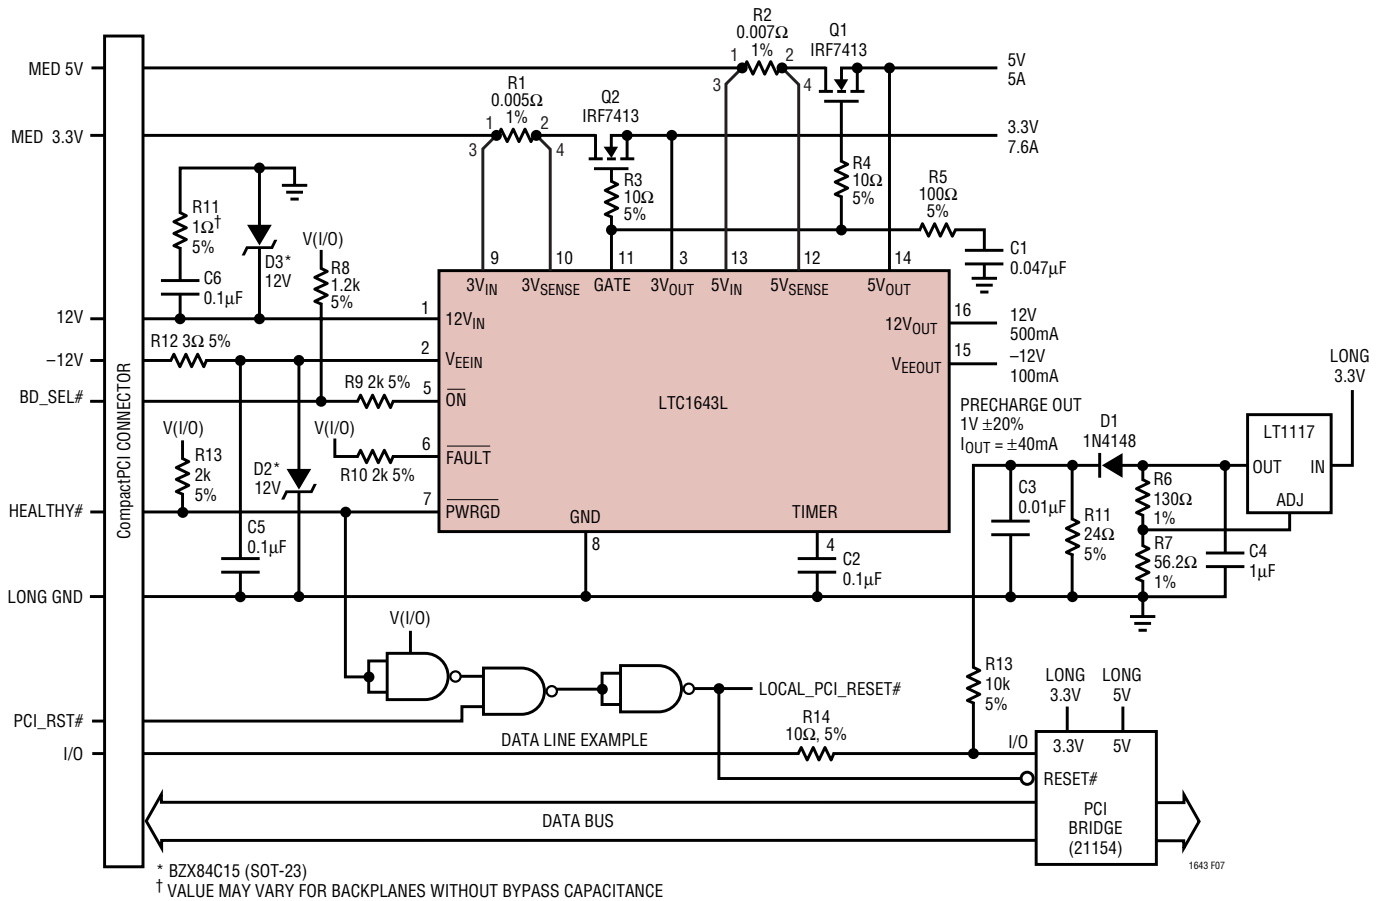 R2
0.007Ω
1%
Q1
IRF7413
1
2
3
4
MED 5V
5V
5A
R1
0.005Ω
1%
Q2
IRF7413
1
2
3
4
MED 3.3V
3.3V
7.6A
R3
10Ω
5%
R4
10Ω
5%
R5
100Ω
5%
C1
0.047µF
R11
1Ω†
5%
C6
0.1µF
D3*
12V
V(I/O)
R8
1.2k
5%
9
10
11
3
13
12
14
3VIN
3VSENSE
GATE
3VOUT
5VIN
5VSENSE
5VOUT
12V
1
12VIN
16
12VOUT
12V
500mA
–12V
R12 3Ω 5%
2
VEEIN
15
VEEOUT
–12V
100mA
BD_SEL#
R9 2k 5%
5
ON
LTC1643L
CompactPCI CONNECTOR
V(I/O)
R10 2k 5%
6
FAULT
V(I/O)
R13
2k
5%
D2*
12V
HEALTHY#
7
PWRGD
GND
8
TIMER
4
C2
0.1µF
C5
0.1µF
LONG GND
PRECHARGE OUT
1V ±20%
IOUT = ±40mA
D1
1N4148
LONG
3.3V
LT1117
OUT
IN
ADJ
C3
0.01µF
R11
24Ω
5%
R6
130Ω
1%
R7
56.2Ω
1%
C4
1µF
V(I/O)
LOCAL_PCI_RESET#
PCI_RST#
I/O
DATA LINE EXAMPLE
R14
10Ω, 5%
R13
10k
5%
LONG
3.3V
LONG
5V
I/O
3.3V
5V
RESET#
PCI
BRIDGE
(21154)
DATA BUS
1643 F07
* BZX84C15 (SOT-23)
† VALUE MAY VARY FOR BACKPLANES WITHOUT BYPASS CAPACITANCE